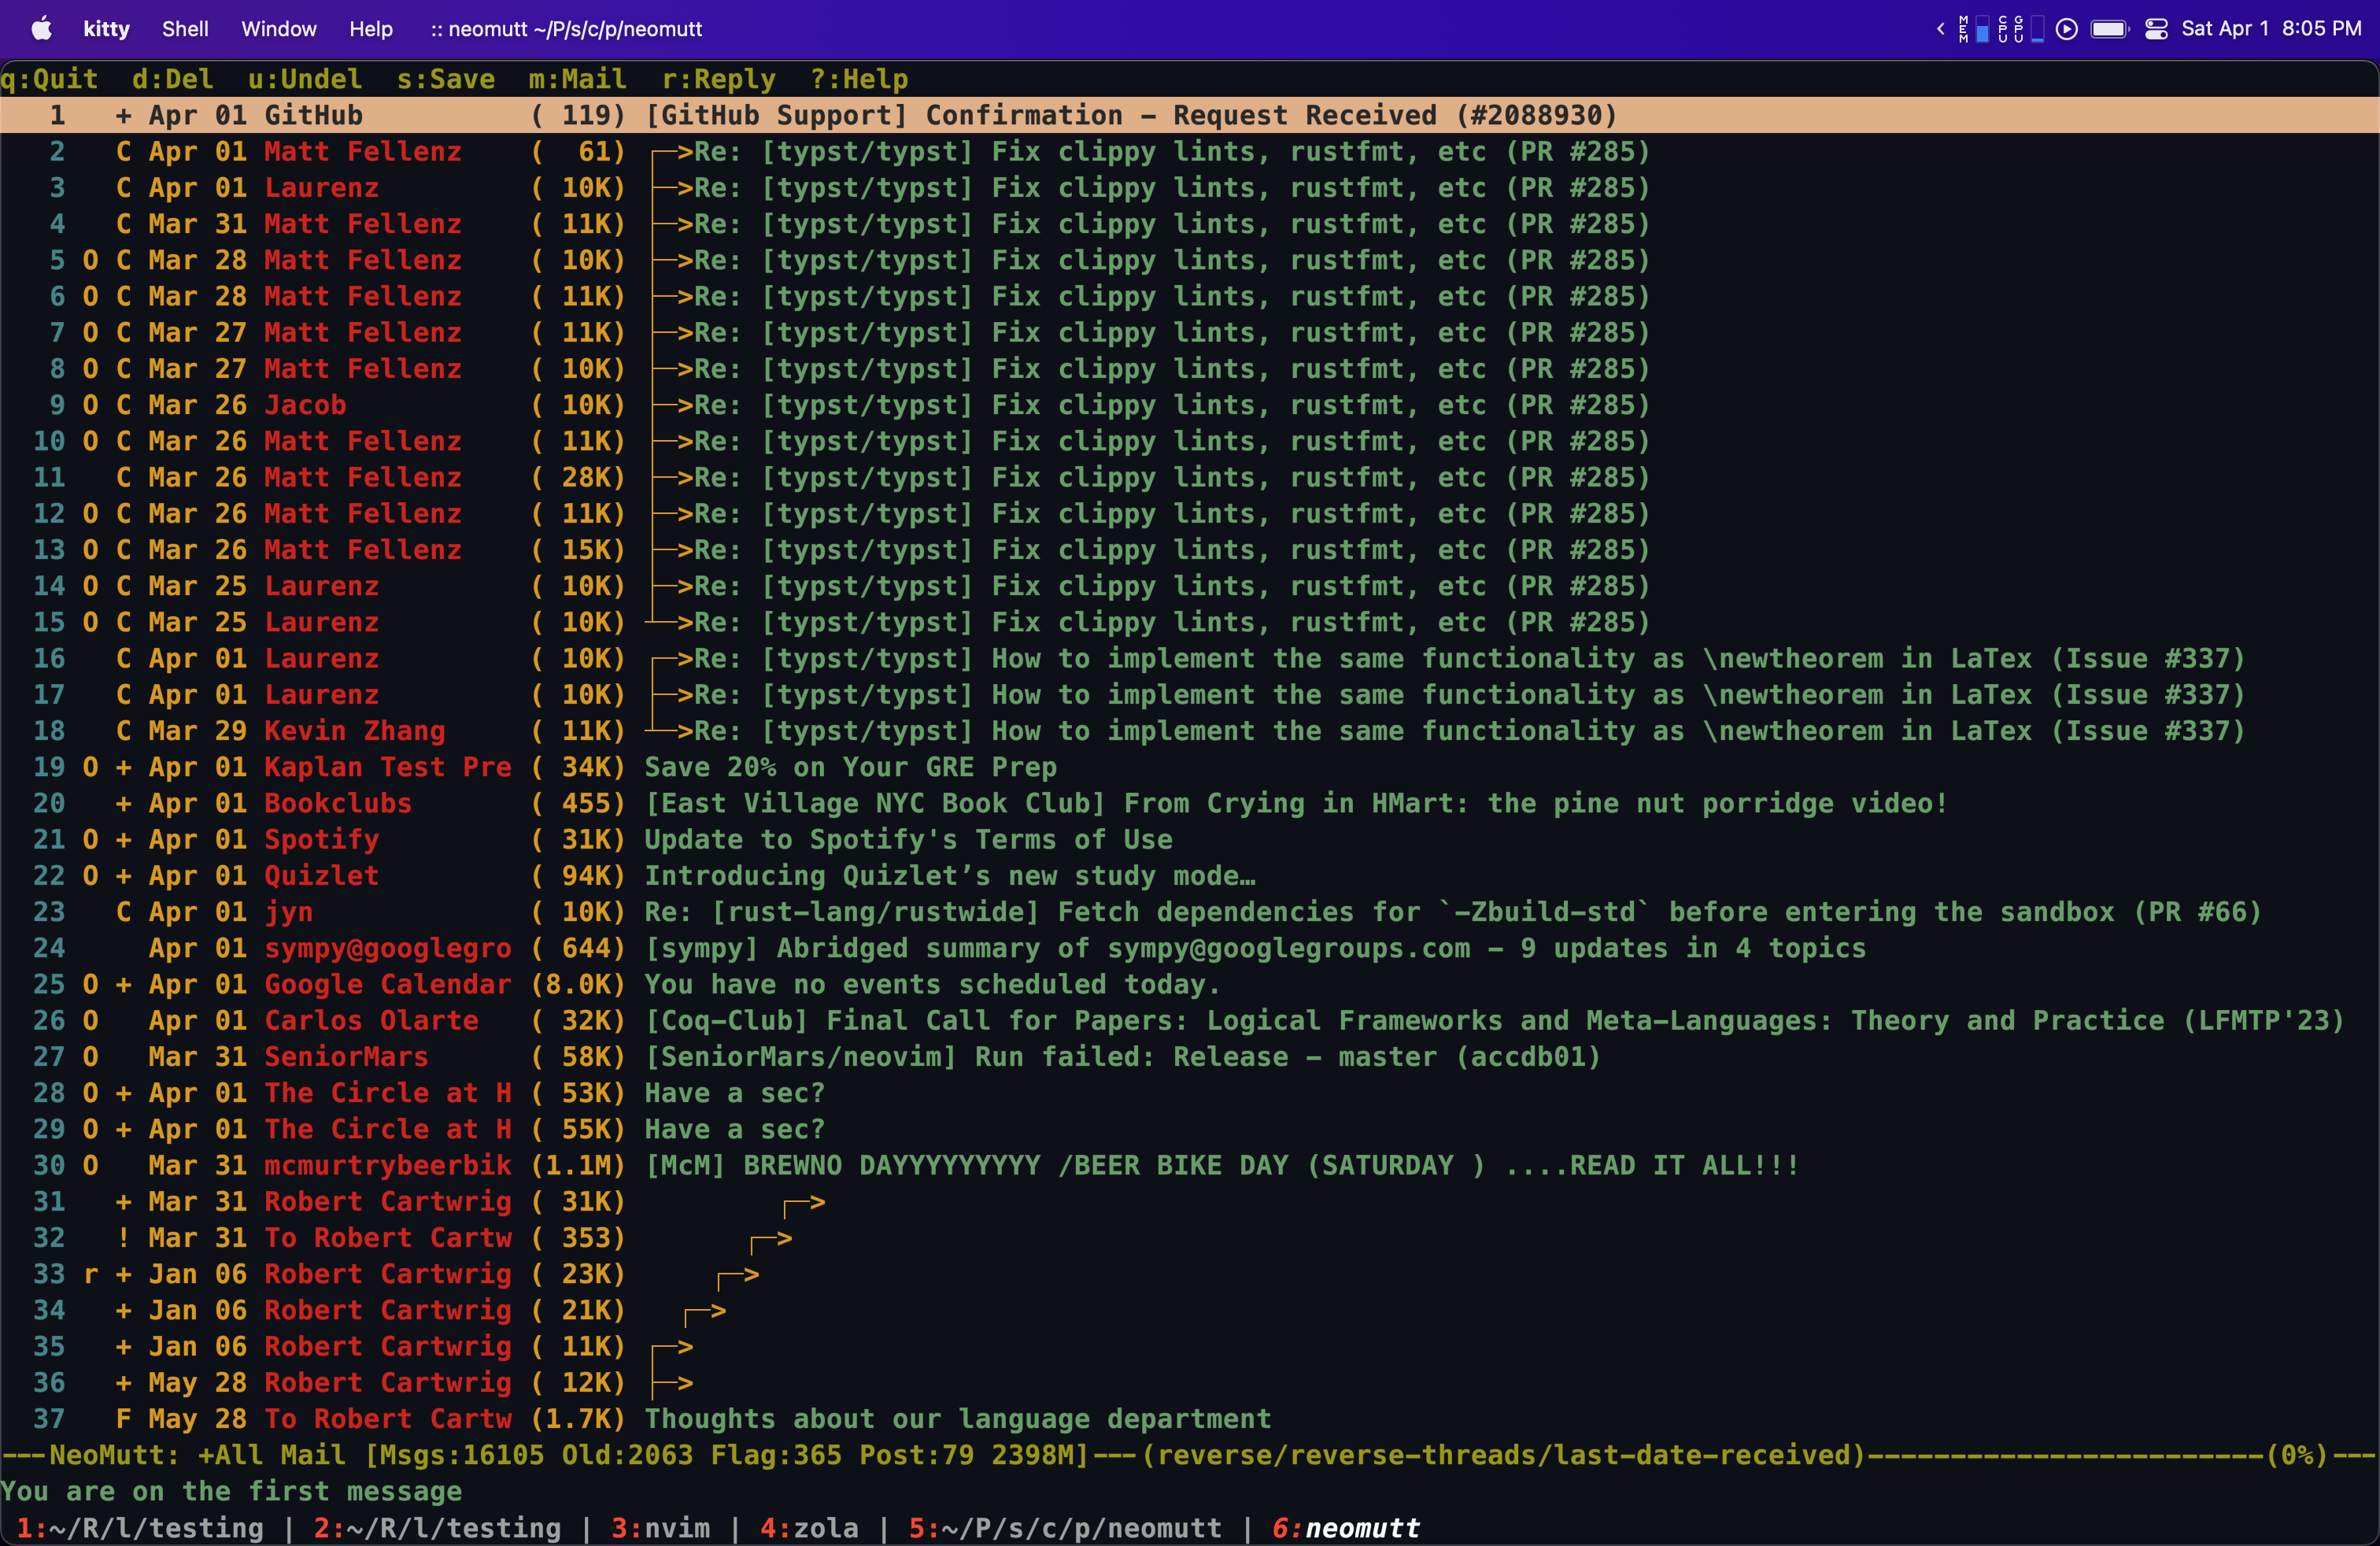 kitty Shell Window Help :: neomutt ~/P/s/c/p/neomutt MEM CPU GPU Sat Apr 1 8:05 PM
q:Quit  d:Del  u:Undel  s:Save  m:Mail  r:Reply  ?:Help
1   + Apr 01 GitHub          ( 119) [GitHub Support] Confirmation - Request Received (#2088930)
2   C Apr 01 Matt Fellenz    (  61) ┌─>Re: [typst/typst] Fix clippy lints, rustfmt, etc (PR #285)
3   C Apr 01 Laurenz         ( 10K) ├─>Re: [typst/typst] Fix clippy lints, rustfmt, etc (PR #285)
4   C Mar 31 Matt Fellenz    ( 11K) ├─>Re: [typst/typst] Fix clippy lints, rustfmt, etc (PR #285)
5 O C Mar 28 Matt Fellenz    ( 10K) ├─>Re: [typst/typst] Fix clippy lints, rustfmt, etc (PR #285)
6 O C Mar 28 Matt Fellenz    ( 11K) ├─>Re: [typst/typst] Fix clippy lints, rustfmt, etc (PR #285)
7 O C Mar 27 Matt Fellenz    ( 11K) ├─>Re: [typst/typst] Fix clippy lints, rustfmt, etc (PR #285)
8 O C Mar 27 Matt Fellenz    ( 10K) ├─>Re: [typst/typst] Fix clippy lints, rustfmt, etc (PR #285)
9 O C Mar 26 Jacob           ( 10K) ├─>Re: [typst/typst] Fix clippy lints, rustfmt, etc (PR #285)
10 O C Mar 26 Matt Fellenz    ( 11K) ├─>Re: [typst/typst] Fix clippy lints, rustfmt, etc (PR #285)
11   C Mar 26 Matt Fellenz    ( 28K) ├─>Re: [typst/typst] Fix clippy lints, rustfmt, etc (PR #285)
12 O C Mar 26 Matt Fellenz    ( 11K) ├─>Re: [typst/typst] Fix clippy lints, rustfmt, etc (PR #285)
13 O C Mar 26 Matt Fellenz    ( 15K) ├─>Re: [typst/typst] Fix clippy lints, rustfmt, etc (PR #285)
14 O C Mar 25 Laurenz         ( 10K) ├─>Re: [typst/typst] Fix clippy lints, rustfmt, etc (PR #285)
15 O C Mar 25 Laurenz         ( 10K) ┴─>Re: [typst/typst] Fix clippy lints, rustfmt, etc (PR #285)
16   C Apr 01 Laurenz         ( 10K) ┌─>Re: [typst/typst] How to implement the same functionality as \newtheorem in LaTex (Issue #337)
17   C Apr 01 Laurenz         ( 10K) ├─>Re: [typst/typst] How to implement the same functionality as \newtheorem in LaTex (Issue #337)
18   C Mar 29 Kevin Zhang     ( 11K) ┴─>Re: [typst/typst] How to implement the same functionality as \newtheorem in LaTex (Issue #337)
19 O + Apr 01 Kaplan Test Pre ( 34K) Save 20% on Your GRE Prep
20   + Apr 01 Bookclubs       ( 455) [East Village NYC Book Club] From Crying in HMart: the pine nut porridge video!
21 O + Apr 01 Spotify         ( 31K) Update to Spotify's Terms of Use
22 O + Apr 01 Quizlet         ( 94K) Introducing Quizlet’s new study mode…
23   C Apr 01 jyn             ( 10K) Re: [rust-lang/rustwide] Fetch dependencies for `-Zbuild-std` before entering the sandbox (PR #66)
24     Apr 01 sympy@googlegro ( 644) [sympy] Abridged summary of sympy@googlegroups.com - 9 updates in 4 topics
25 O + Apr 01 Google Calendar (8.0K) You have no events scheduled today.
26 O   Apr 01 Carlos Olarte   ( 32K) [Coq-Club] Final Call for Papers: Logical Frameworks and Meta-Languages: Theory and Practice (LFMTP'23)
27 O   Mar 31 SeniorMars      ( 58K) [SeniorMars/neovim] Run failed: Release - master (accdb01)
28 O + Apr 01 The Circle at H ( 53K) Have a sec?
29 O + Apr 01 The Circle at H ( 55K) Have a sec?
30 O   Mar 31 mcmurtrybeerbik (1.1M) [McM] BREWNO DAYYYYYYYYY /BEER BIKE DAY (SATURDAY ) ....READ IT ALL!!!
31   + Mar 31 Robert Cartwrig ( 31K)         ┌─>
32   ! Mar 31 To Robert Cartw ( 353)       ┌─>
33 r + Jan 06 Robert Cartwrig ( 23K)     ┌─>
34   + Jan 06 Robert Cartwrig ( 21K)   ┌─>
35   + Jan 06 Robert Cartwrig ( 11K) ┌─>
36   + May 28 Robert Cartwrig ( 12K) ├─>
37   F May 28 To Robert Cartw (1.7K) Thoughts about our language department
---NeoMutt: +All Mail [Msgs:16105 Old:2063 Flag:365 Post:79 2398M]---(reverse/reverse-threads/last-date-received)------------------------(0%)---
You are on the first message
1:~/R/l/testing | 2:~/R/l/testing | 3:nvim | 4:zola | 5:~/P/s/c/p/neomutt | 6:neomutt